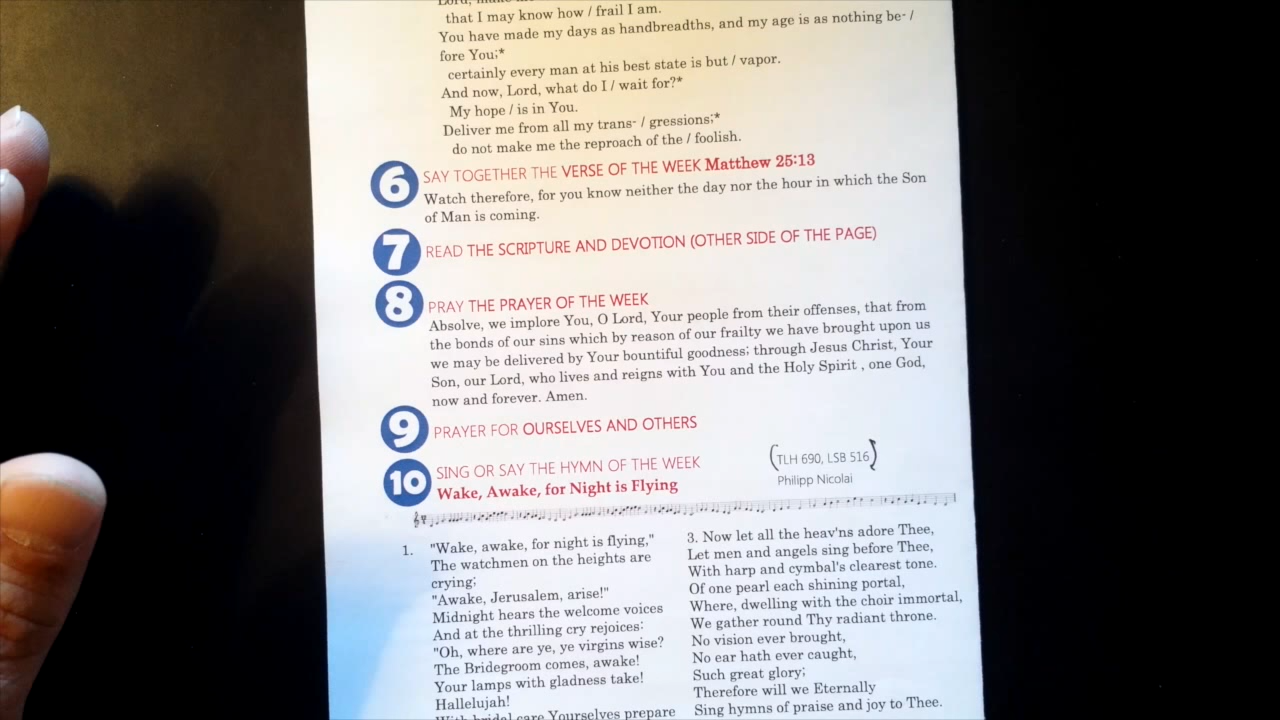 that I may know how / frail I am.
You have made my days as handbreadths, and my age is as nothing be- /
fore You;*
certainly every man at his best state is but / vapor.
And now, Lord, what do I / wait for?*
My hope / is in You.
Deliver me from all my trans- / gressions;*
do not make me the reproach of the / foolish.
6 SAY TOGETHER THE VERSE OF THE WEEK Matthew 25:13
Watch therefore, for you know neither the day nor the hour in which the Son
of Man is coming.
7 READ THE SCRIPTURE AND DEVOTION (OTHER SIDE OF THE PAGE)
8 PRAY THE PRAYER OF THE WEEK
Absolve, we implore You, O Lord, Your people from their offenses, that from
the bonds of our sins which by reason of our frailty we have brought upon us
we may be delivered by Your bountiful goodness; through Jesus Christ, Your
Son, our Lord, who lives and reigns with You and the Holy Spirit , one God,
now and forever. Amen.
9 PRAYER FOR OURSELVES AND OTHERS
10 SING OR SAY THE HYMN OF THE WEEK
Wake, Awake, for Night is Flying
(TLH 690, LSB 516)
Philipp Nicolai
1. "Wake, awake, for night is flying,"
The watchmen on the heights are
crying;
"Awake, Jerusalem, arise!"
Midnight hears the welcome voices
And at the thrilling cry rejoices:
"Oh, where are ye, ye virgins wise?
The Bridegroom comes, awake!
Your lamps with gladness take!
Hallelujah!
With bridal care Yourselves prepare
3. Now let all the heav'ns adore Thee,
Let men and angels sing before Thee,
With harp and cymbal's clearest tone.
Of one pearl each shining portal,
Where, dwelling with the choir immortal,
We gather round Thy radiant throne.
No vision ever brought,
No ear hath ever caught,
Such great glory;
Therefore will we Eternally
Sing hymns of praise and joy to Thee.